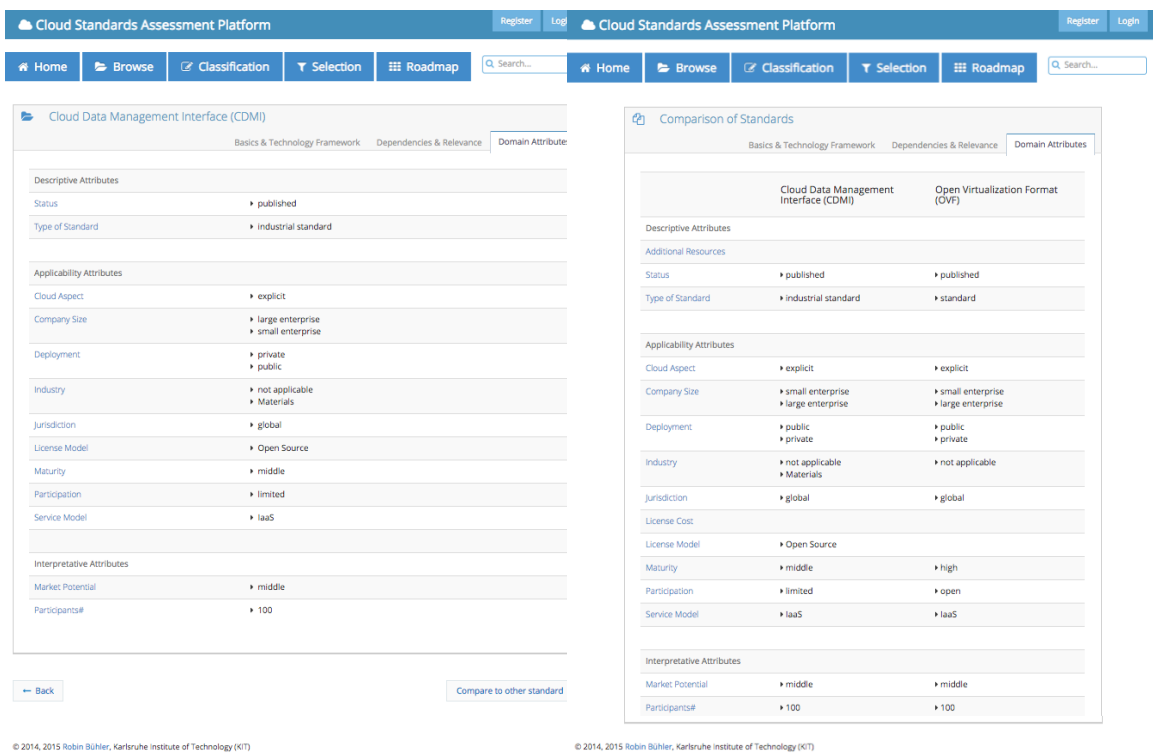 Cloud Standards Assessment Platform
Register
Home
Browse
Classification
Selection
Roadmap
Search...
Cloud Data Management Interface (CDMI)
Basics & Technology Framework Dependencies & Relevance Domain Attributes
Descriptive Attributes
Status published
Type of Standard industrial standard
Applicability Attributes
Cloud Aspect explicit
Company Size large enterprise
small enterprise
Deployment private
public
Industry not applicable
Materials
Jurisdiction global
License Model Open Source
Maturity middle
Participation limited
Service Model IaaS
Interpretative Attributes
Market Potential middle
Participants# 100
← Back
Compare to other standard
© 2014, 2015 Robin Bühler, Karlsruhe Institute of Technology (KIT)
Cloud Standards Assessment Platform
Register Login
Home
Browse
Classification
Selection
Roadmap
Search...
Comparison of Standards
Basics & Technology Framework Dependencies & Relevance Domain Attributes
Cloud Data Management Open Virtualization Format
Interface (CDMI) (OVF)
Descriptive Attributes
Additional Resources
Status published published
Type of Standard industrial standard standard
Applicability Attributes
Cloud Aspect explicit explicit
Company Size small enterprise small enterprise
large enterprise large enterprise
Deployment public public
private private
Industry not applicable not applicable
Materials
Jurisdiction global global
License Cost
License Model Open Source
Maturity middle high
Participation limited open
Service Model IaaS IaaS
Interpretative Attributes
Market Potential middle middle
Participants# 100 100
© 2014, 2015 Robin Bühler, Karlsruhe Institute of Technology (KIT)